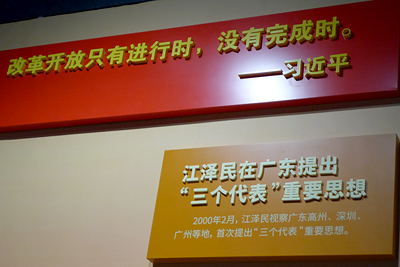 改革开放只有进行时，没有完成时。
——习近平
江泽民在广东提出
“三个代表”重要思想
2000年2月，江泽民视察广东高州、深圳、
广州等地，首次提出“三个代表”重要思想。